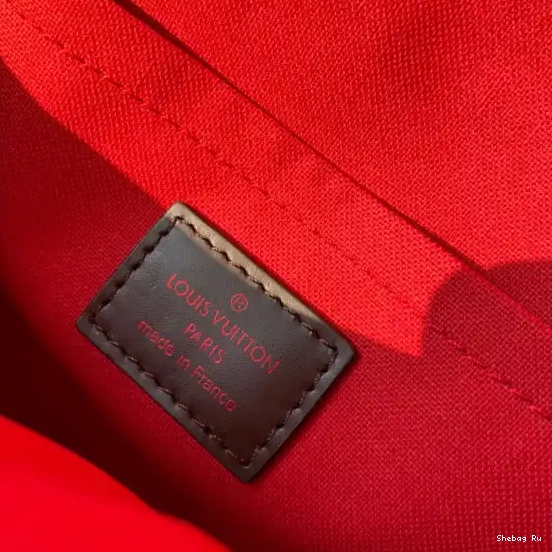 ®
LOUIS VUITTON
PARIS
made in France
Shebag Ru